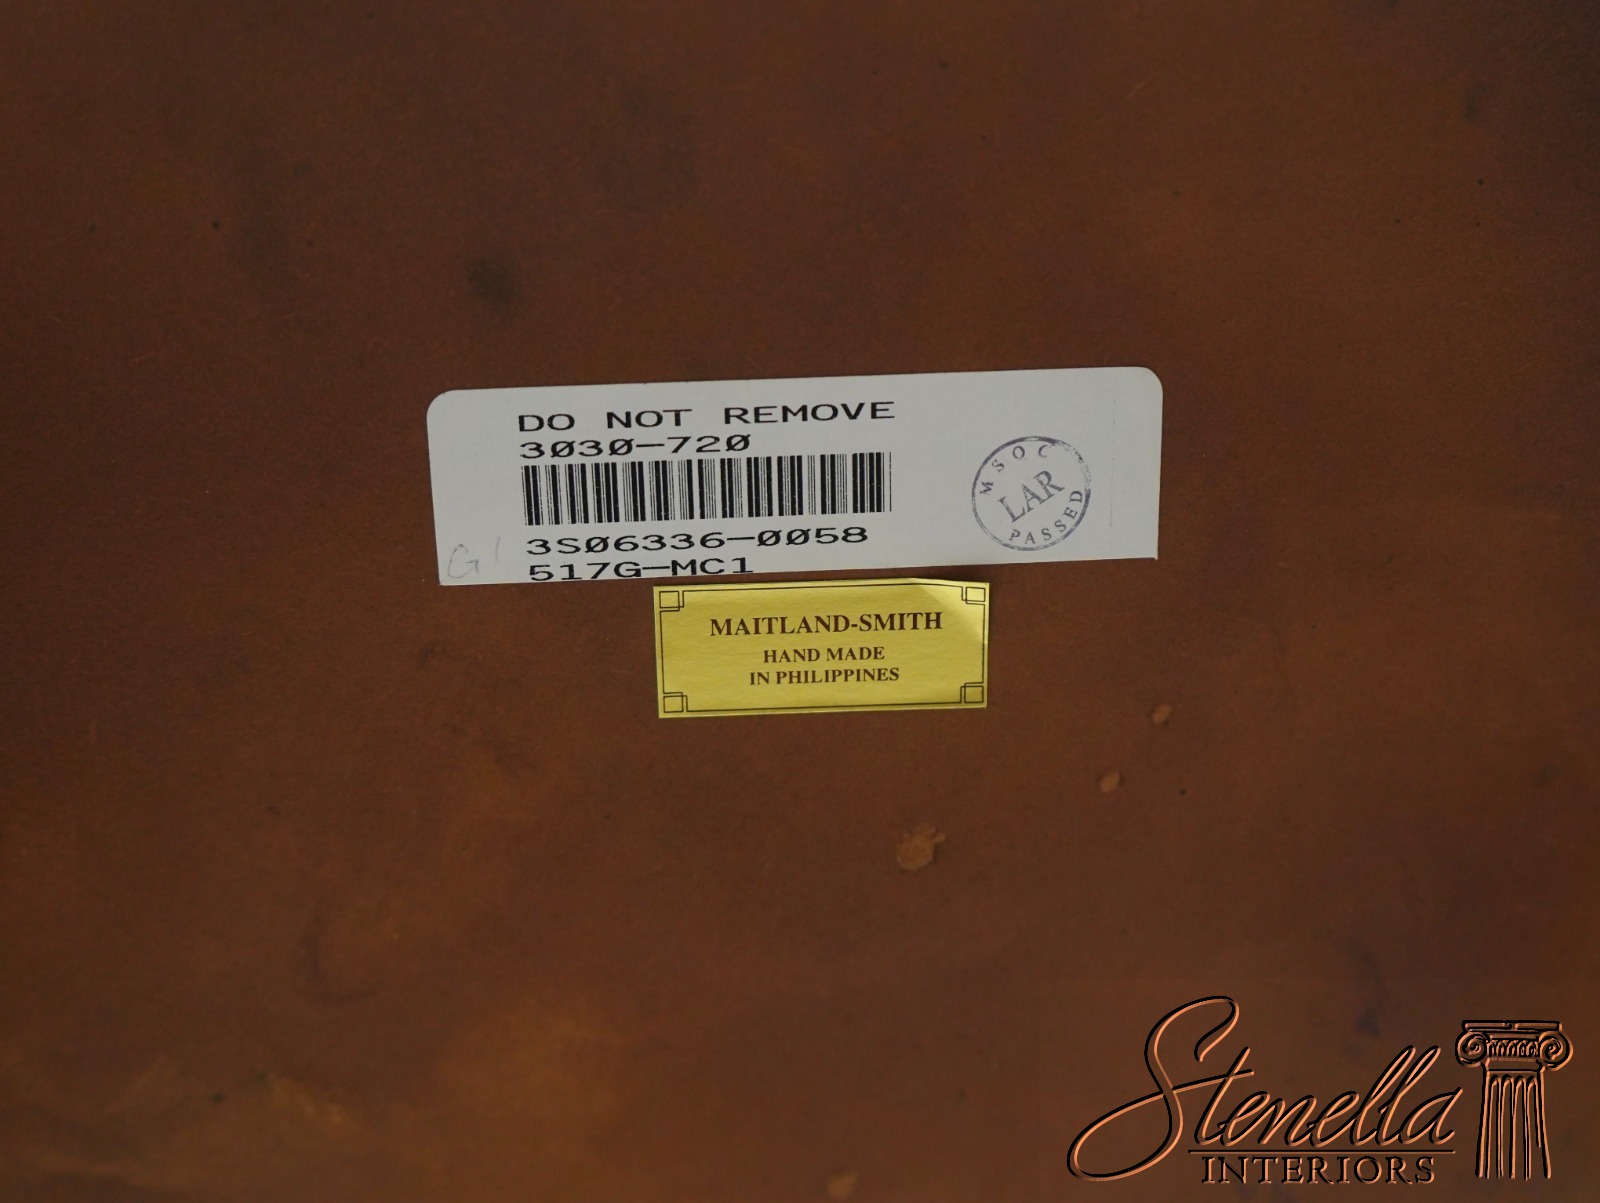 DO NOT REMOVE
3030-720
3S06336-0058
517G-MC1
G1
MSOC
LAR
PASSED
MAITLAND-SMITH
HAND MADE
IN PHILIPPINES
Stenella
INTERIORS